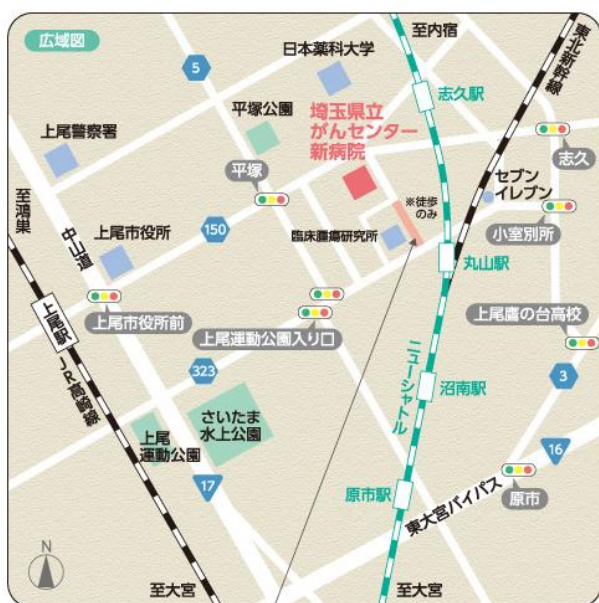 広域図
日本薬科大学
至内宿
東北新幹線
5
志久駅
平塚公園
埼玉県立
がんセンター
新病院
上尾警察署
志久
平塚
セブン
イレブン
至鴻巣
※徒歩
のみ
中山道
上尾市役所
150
臨床腫瘍研究所
小室別所
丸山駅
上尾駅
上尾市役所前
上尾運動公園入り口
上尾鷹の台高校
JR高崎線
323
ニューシャトル
沼南駅
3
さいたま
水上公園
上尾
運動公園
16
17
原市駅
原市
東大宮バイパス
N
至大宮
至大宮